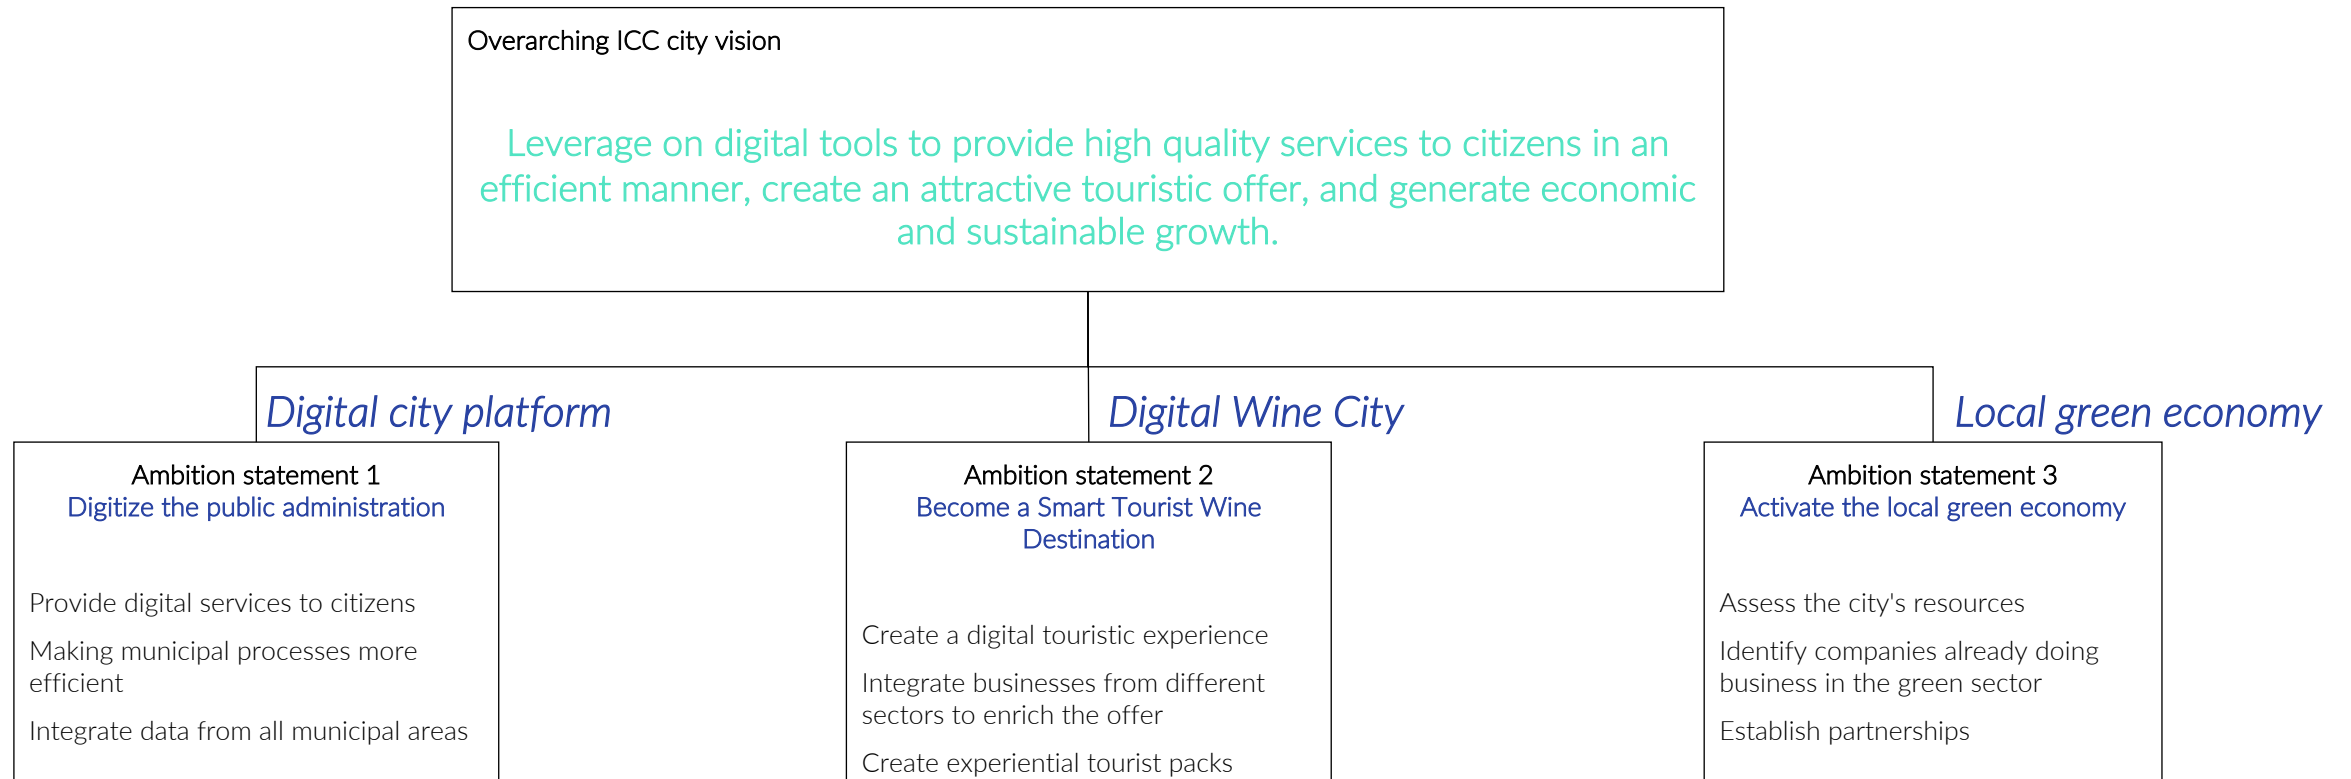 Overarching ICC city vision
Leverage on digital tools to provide high quality services to citizens in an
efficient manner, create an attractive touristic offer, and generate economic
and sustainable growth.
Digital city platform
Ambition statement 1
Digitize the public administration
Provide digital services to citizens
Making municipal processes more
efficient
Integrate data from all municipal areas
Digital Wine City
Ambition statement 2
Become a Smart Tourist Wine
Destination
Create a digital touristic experience
Integrate businesses from different
sectors to enrich the offer
Create experiential tourist packs
Local green economy
Ambition statement 3
Activate the local green economy
Assess the city's resources
Identify companies already doing
business in the green sector
Establish partnerships